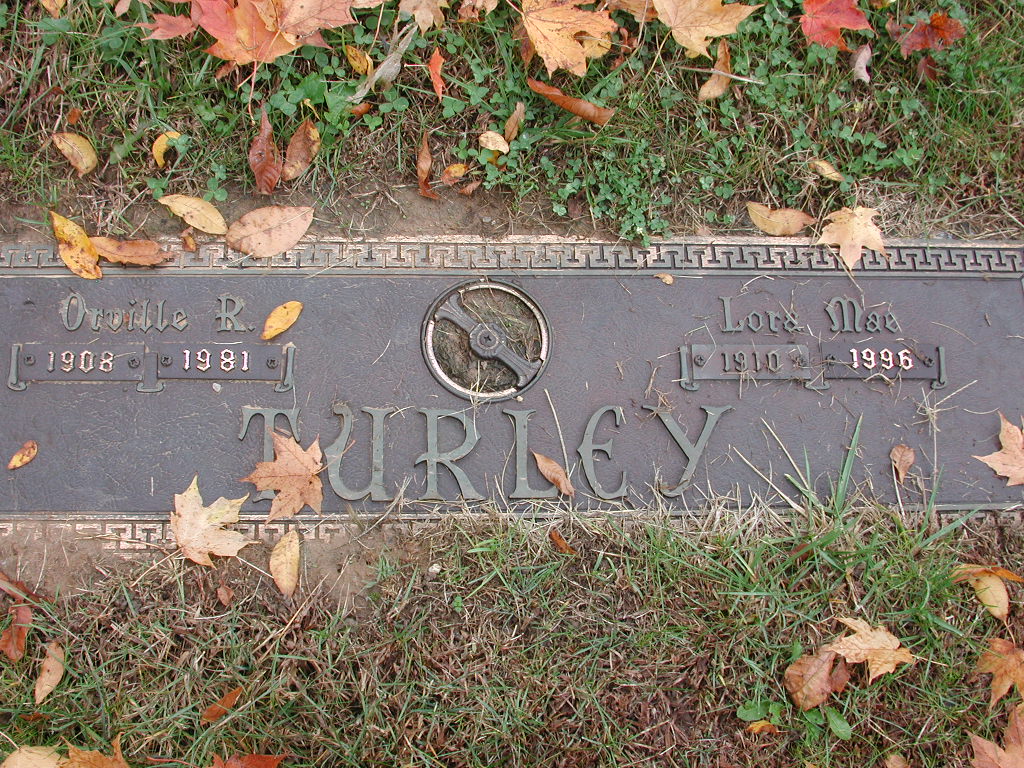 Orville R.
1908 1981
Lora Mae
1910 1996
TURLEY